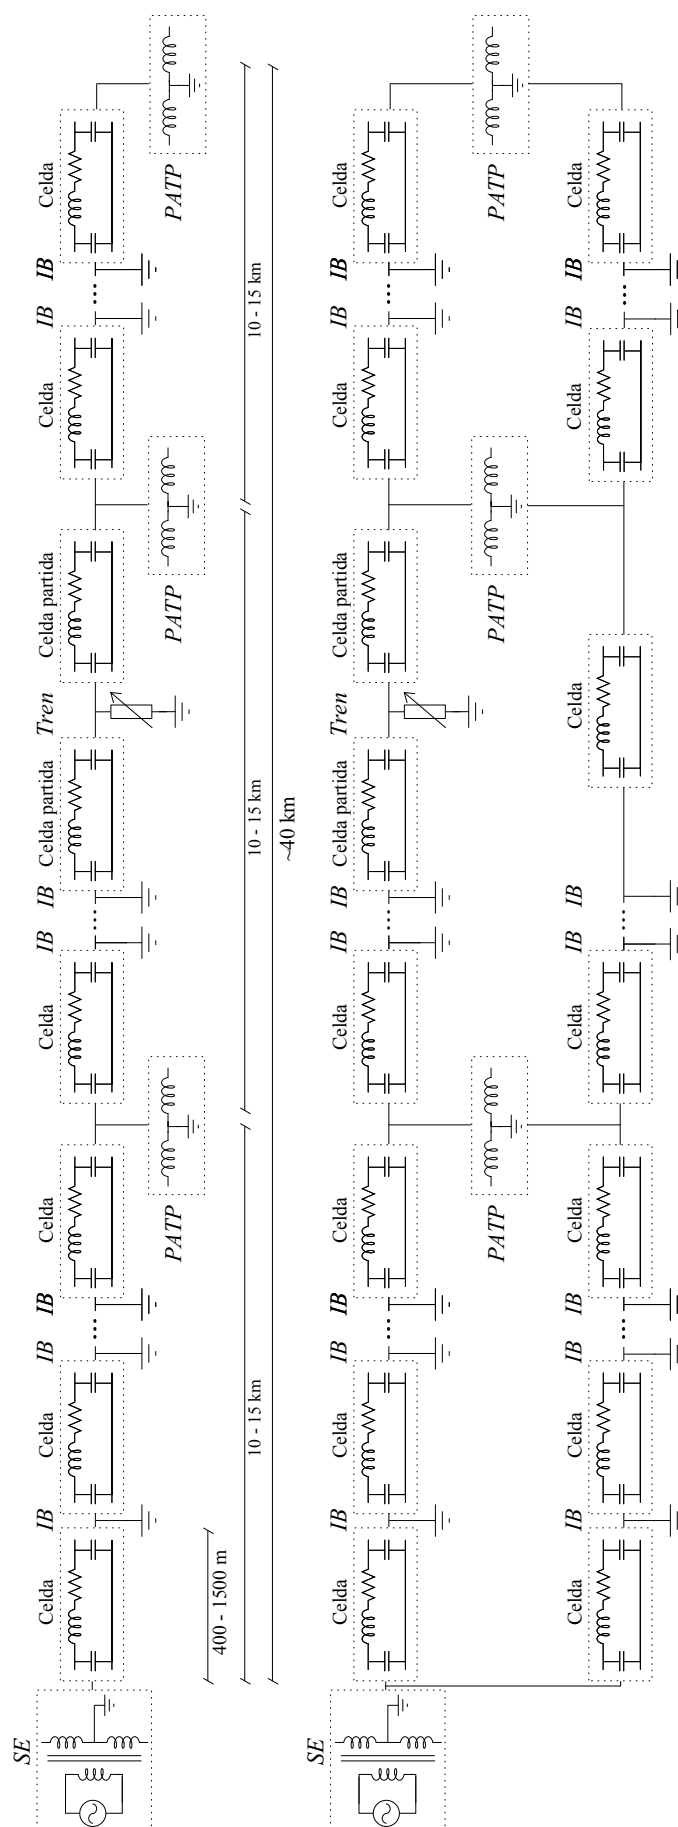 SE
Celda IB Celda IB IB Celda Celda IB IB Celda partida Tren Celda partida Celda IB IB Celda
... ... ...
PATP PATP PATP
400 - 1500 m
10 - 15 km 10 - 15 km 10 - 15 km
~40 km
SE
Celda IB Celda IB IB Celda Celda IB IB Celda partida Tren Celda partida Celda IB IB Celda
... ... ...
PATP PATP PATP
Celda IB Celda IB IB Celda Celda IB IB Celda Celda IB IB Celda
... ... ...